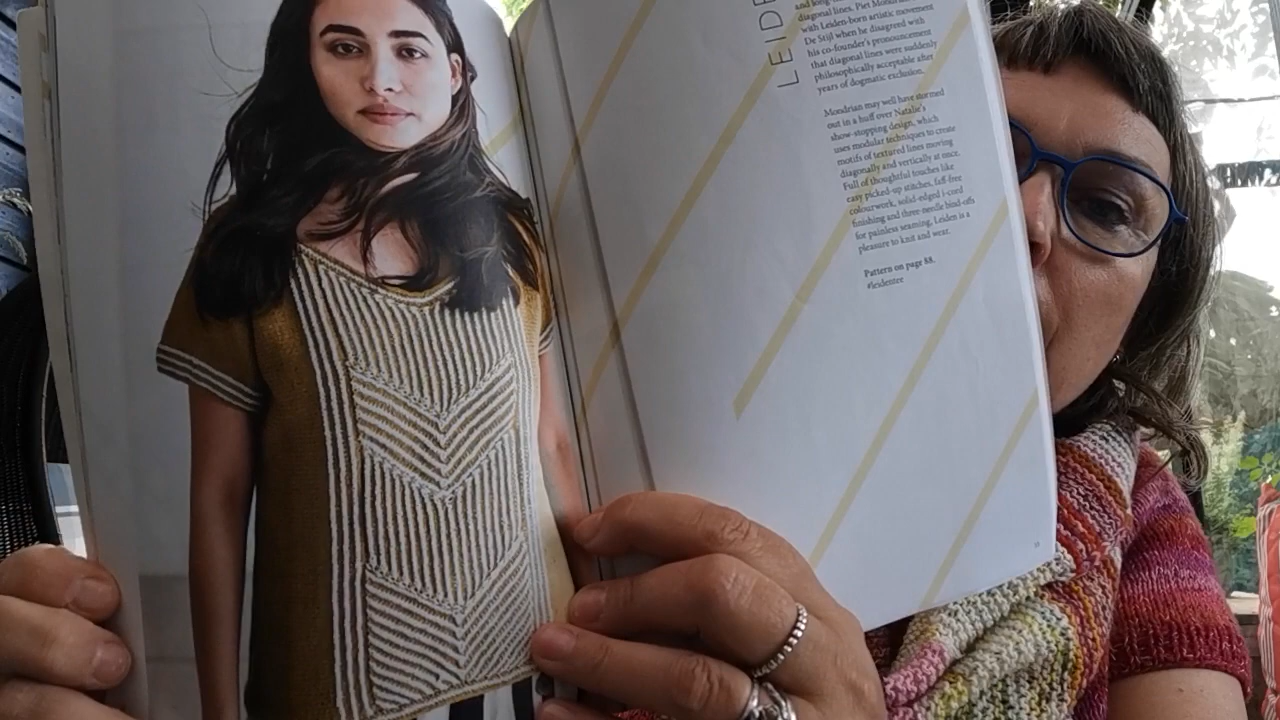 LEIDE
and long-
diagonal lines. Piet Mondrian
with Leiden-born artistic movement
De Stijl when he disagreed with
his co-founder's pronouncement
that diagonal lines were suddenly
philosophically acceptable after
years of dogmatic exclusion.
Mondrian may well have stormed
out in a huff over Natalie's
show-stopping design, which
uses modular techniques to create
motifs of textured lines moving
diagonally and vertically at once.
Full of thoughtful touches like
easy picked-up stitches, faff-free
colourwork, solid-edged i-cord
finishing and three-needle bind-offs
for painless seaming, Leiden is a
pleasure to knit and wear.
Pattern on page 88.
#leidentee